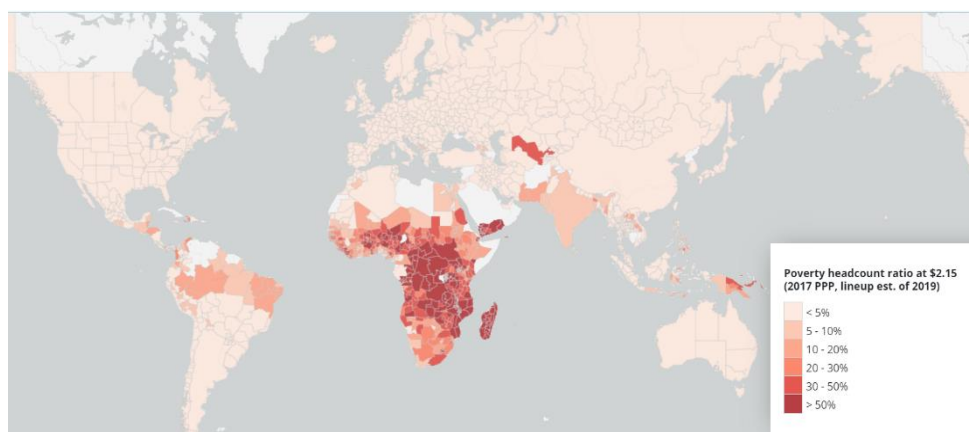 Poverty headcount ratio at $2.15
(2017 PPP, lineup est. of 2019)
< 5%
5 - 10%
10 - 20%
20 - 30%
30 - 50%
> 50%